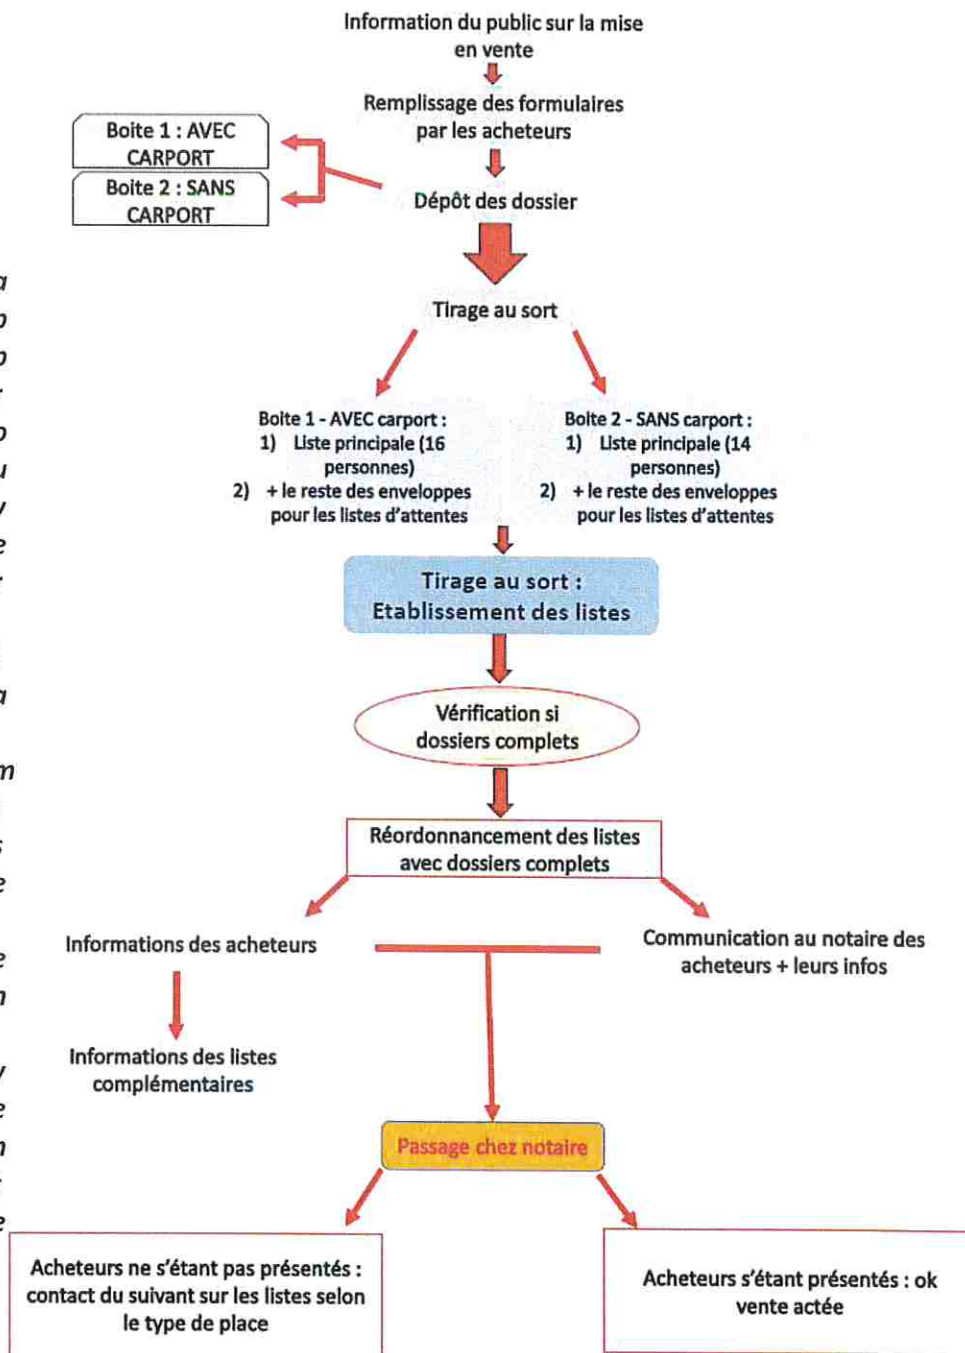 Information du public sur la mise
en vente
Remplissage des formulaires
par les acheteurs
Boite 1 : AVEC
CARPORT
Boite 2 : SANS
CARPORT
Dépôt des dossier
Tirage au sort
Boite 1 - AVEC carport :
1) Liste principale (16
personnes)
2) + le reste des enveloppes
pour les listes d'attentes
Boite 2 - SANS carport :
1) Liste principale (14
personnes)
2) + le reste des enveloppes
pour les listes d'attentes
Tirage au sort :
Etablissement des listes
Vérification si
dossiers complets
Réordonnancement des listes
avec dossiers complets
Informations des acheteurs
Communication au notaire des
acheteurs + leurs infos
Informations des listes
complémentaires
Passage chez notaire
Acheteurs ne s'étant pas présentés :
contact du suivant sur les listes selon
le type de place
Acheteurs s'étant présentés : ok
vente actée